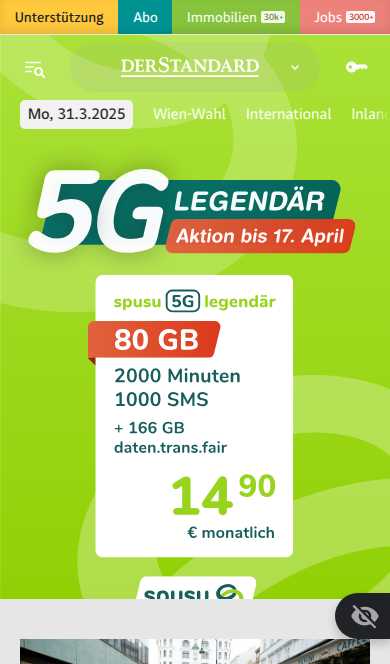 Unterstützung Abo Immobilien 30k+ Jobs 3000+
DERSTANDARD
Mo, 31.3.2025 Wien-Wahl International
5G LEGENDÄR
Aktion bis 17. April
spusu 5G legendär
80 GB
2000 Minuten
1000 SMS
+ 166 GB
daten.trans.fair
14 90
€ monatlich
spusu